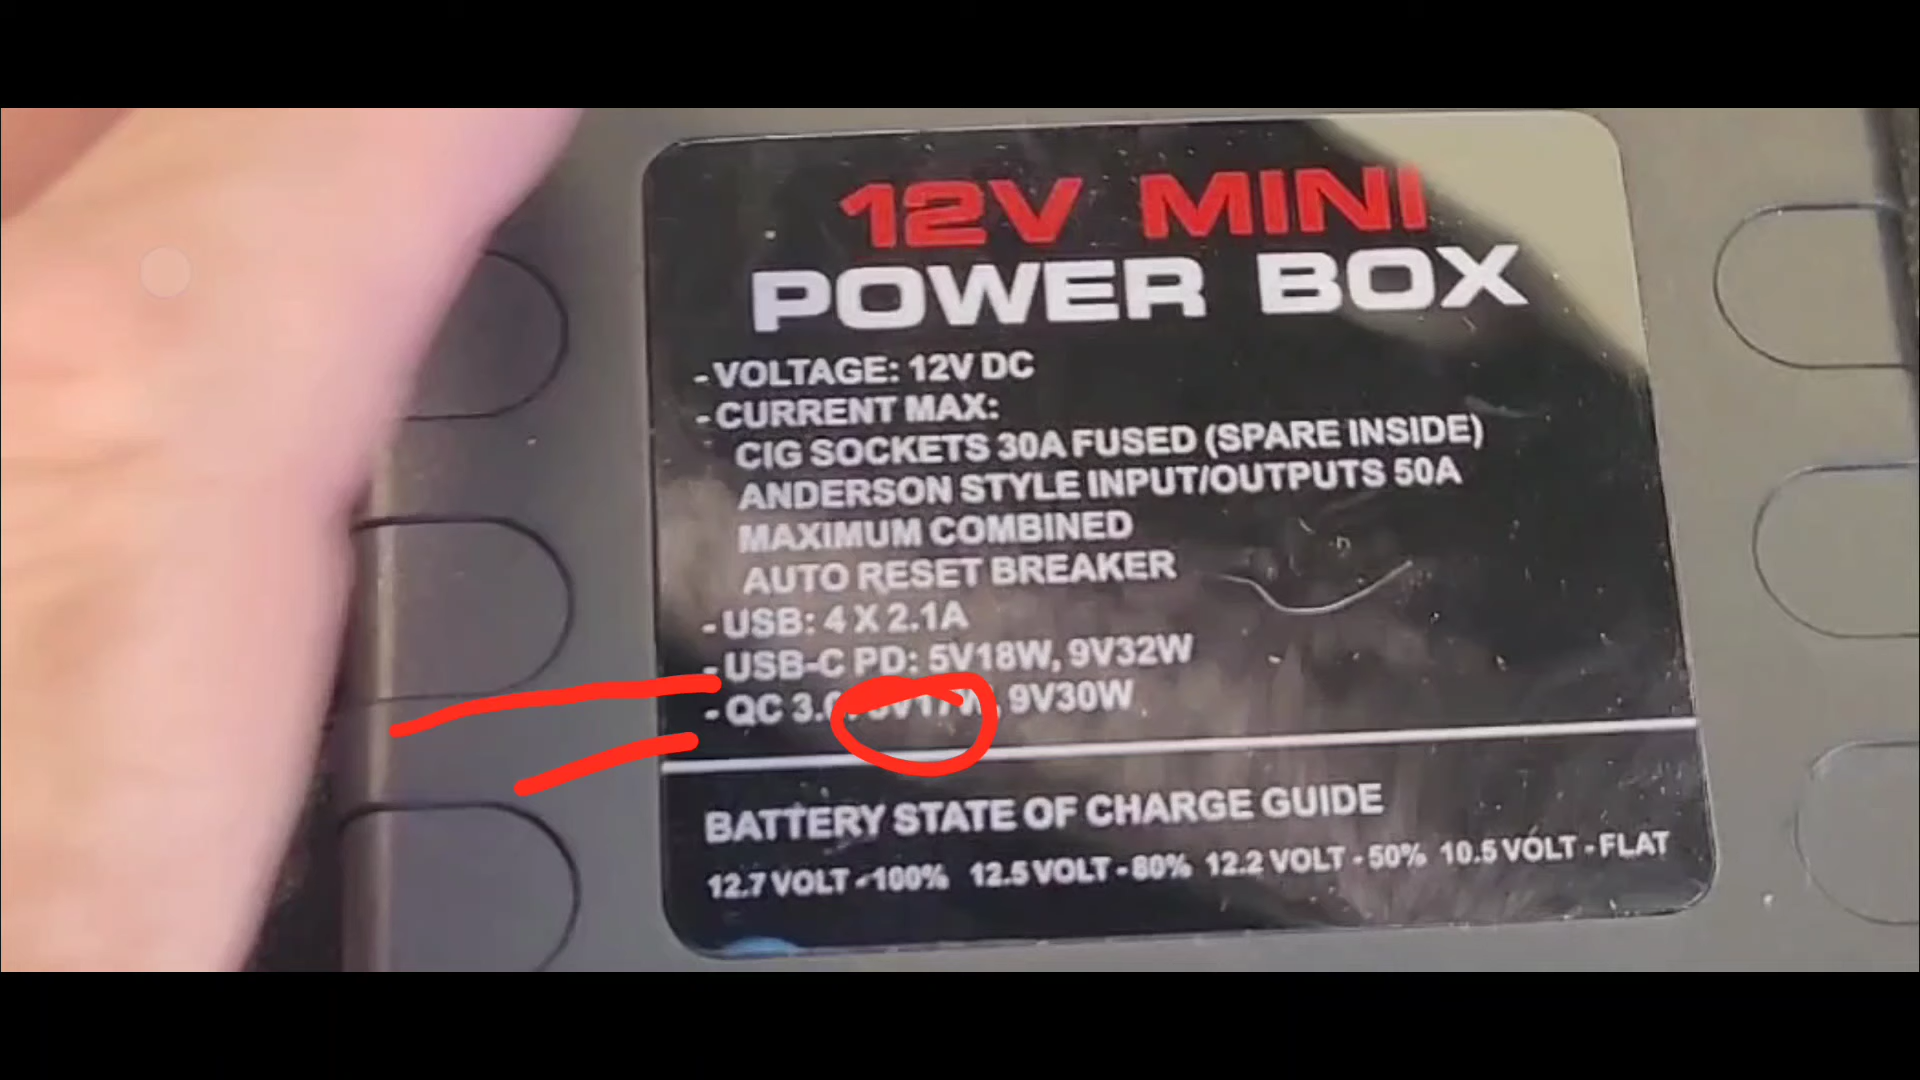 12V MINI
POWER BOX
- VOLTAGE: 12V DC
- CURRENT MAX:
CIG SOCKETS 30A FUSED (SPARE INSIDE)
ANDERSON STYLE INPUT/OUTPUTS 50A
MAXIMUM COMBINED
AUTO RESET BREAKER
- USB: 4 X 2.1A
- USB-C PD: 5V18W, 9V32W
- QC 3.0: 5V17W, 9V30W
BATTERY STATE OF CHARGE GUIDE
12.7 VOLT - 100% 12.5 VOLT - 80% 12.2 VOLT - 50% 10.5 VOLT - FLAT